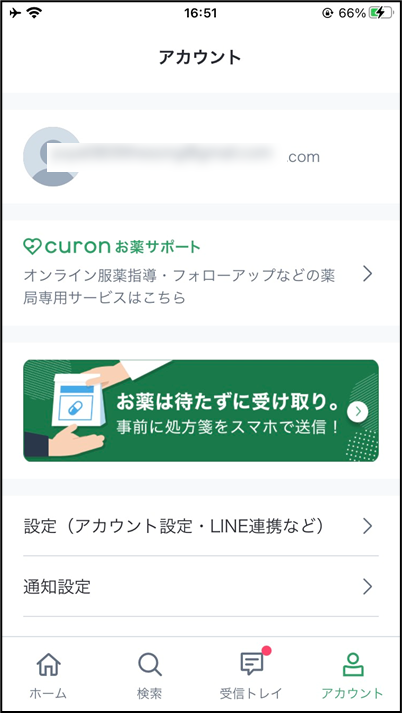 16:51
66%
アカウント
.com
curon お薬サポート
オンライン服薬指導・フォローアップなどの薬
局専用サービスはこちら
お薬は待たずに受け取り。
事前に処方箋をスマホで送信！
設定（アカウント設定・LINE連携など）
通知設定
ホーム
検索
受信トレイ
アカウント